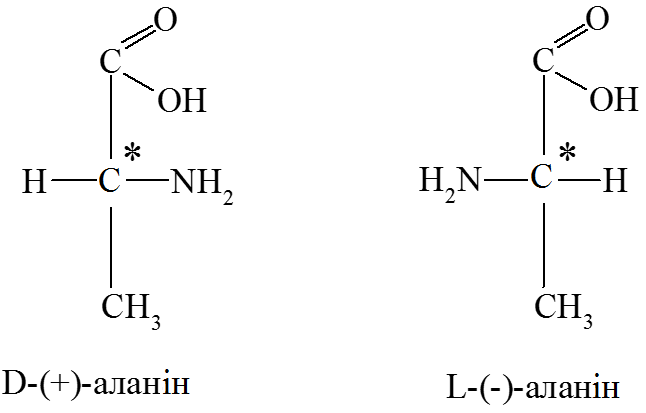 O O
C C
OH OH
* *
H C NH₂ H₂N C H
CH₃ CH₃
D-(+)-аланін L-(-)-аланін